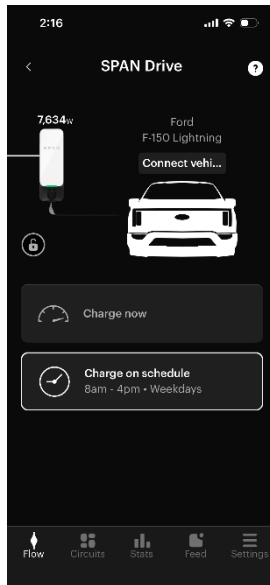 2:16
SPAN Drive
?
7,634w
Ford
F-150 Lightning
Connect vehi...
SPAN
Charge now
Charge on schedule
8am - 4pm • Weekdays
Flow
Circuits
Stats
Feed
Settings